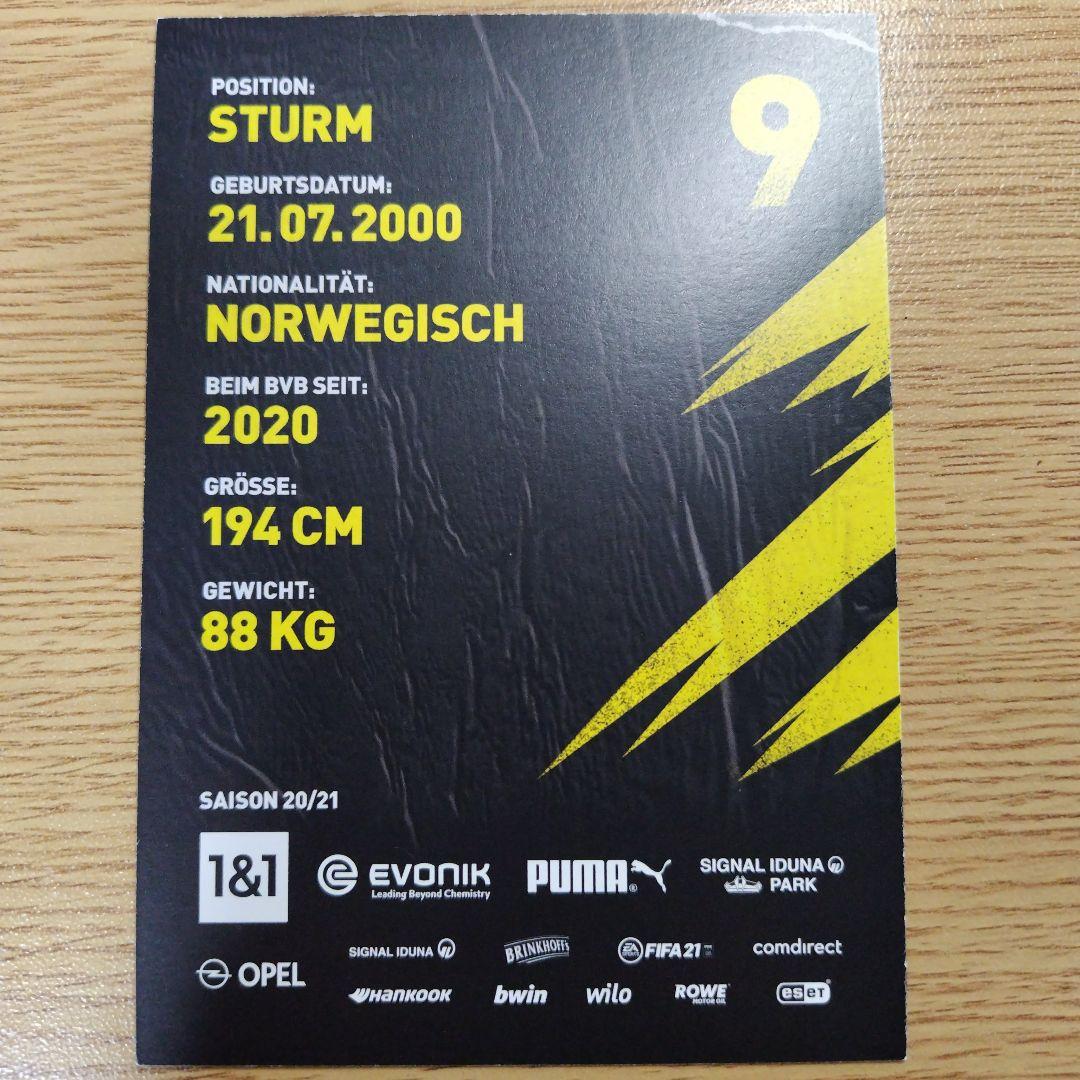 POSITION:
STURM
9
GEBURTSDATUM:
21.07.2000
NATIONALITÄT:
NORWEGISCH
BEIM BVB SEIT:
2020
GRÖSSE:
194 CM
GEWICHT:
88 KG
SAISON 20/21
1&1
EVONIK
Leading Beyond Chemistry
PUMA®
SIGNAL IDUNA
PARK
OPEL
SIGNAL IDUNA
BRINKHOFF's
EA SPORTS FIFA 21
comdirect
HANKOOK
bwin
wilo
ROWE
MOTOR OIL
eseT